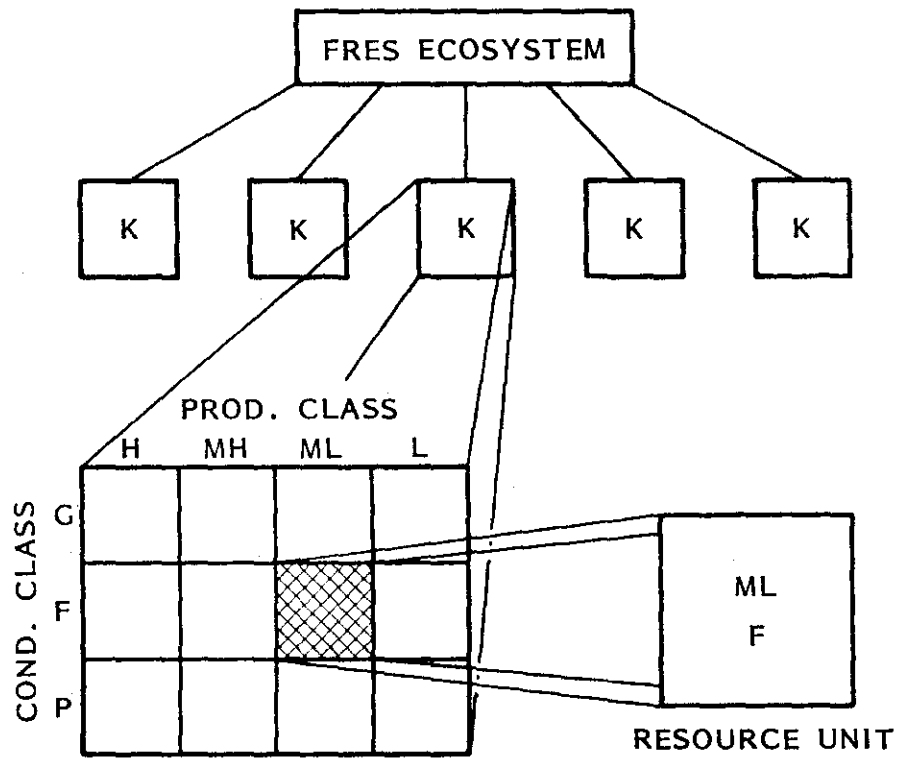 FRES ECOSYSTEM
K K K K K
PROD. CLASS
H MH ML L
COND. CLASS
G
F
P
ML
F
RESOURCE UNIT